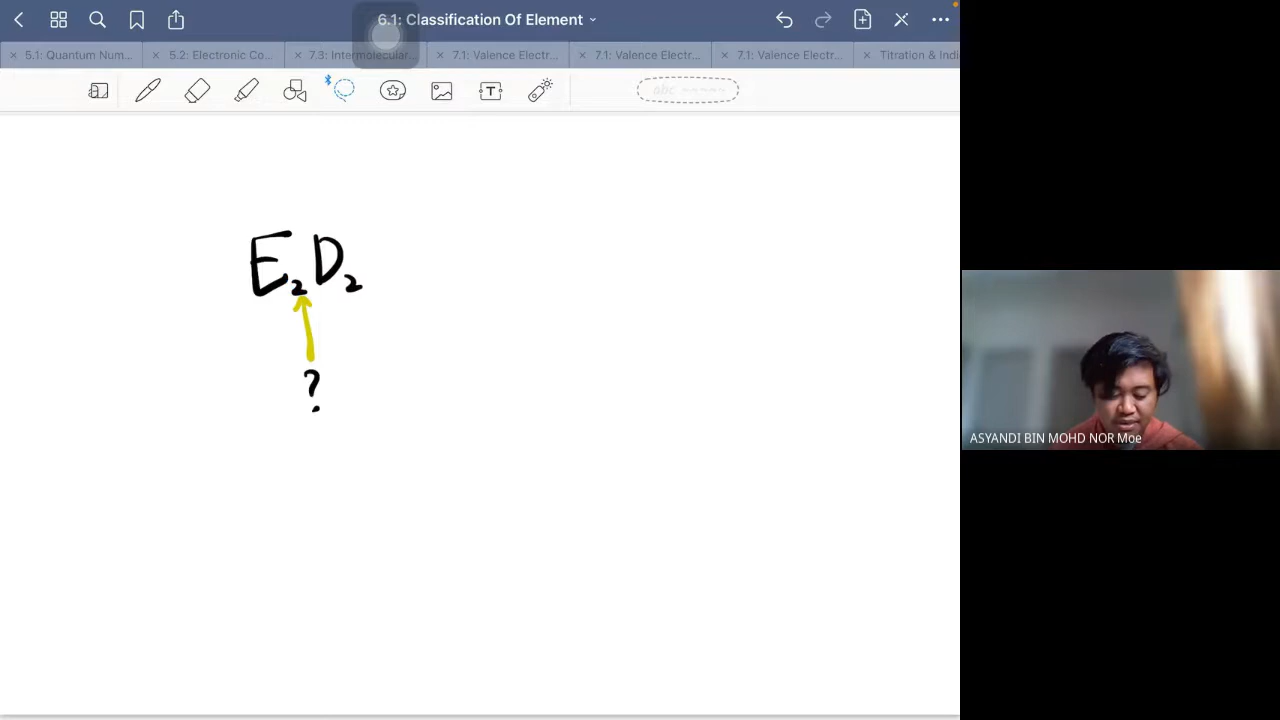 6.1: Classification Of Element
5.1: Quantum Num...
5.2: Electronic Co...
7.3: Intermolecular
7.1: Valence Electr...
7.1: Valence Electr...
7.1: Valence Electr...
Titration & Indi
abc
E₂D₂
?
ASYANDI BIN MOHD NOR Moe